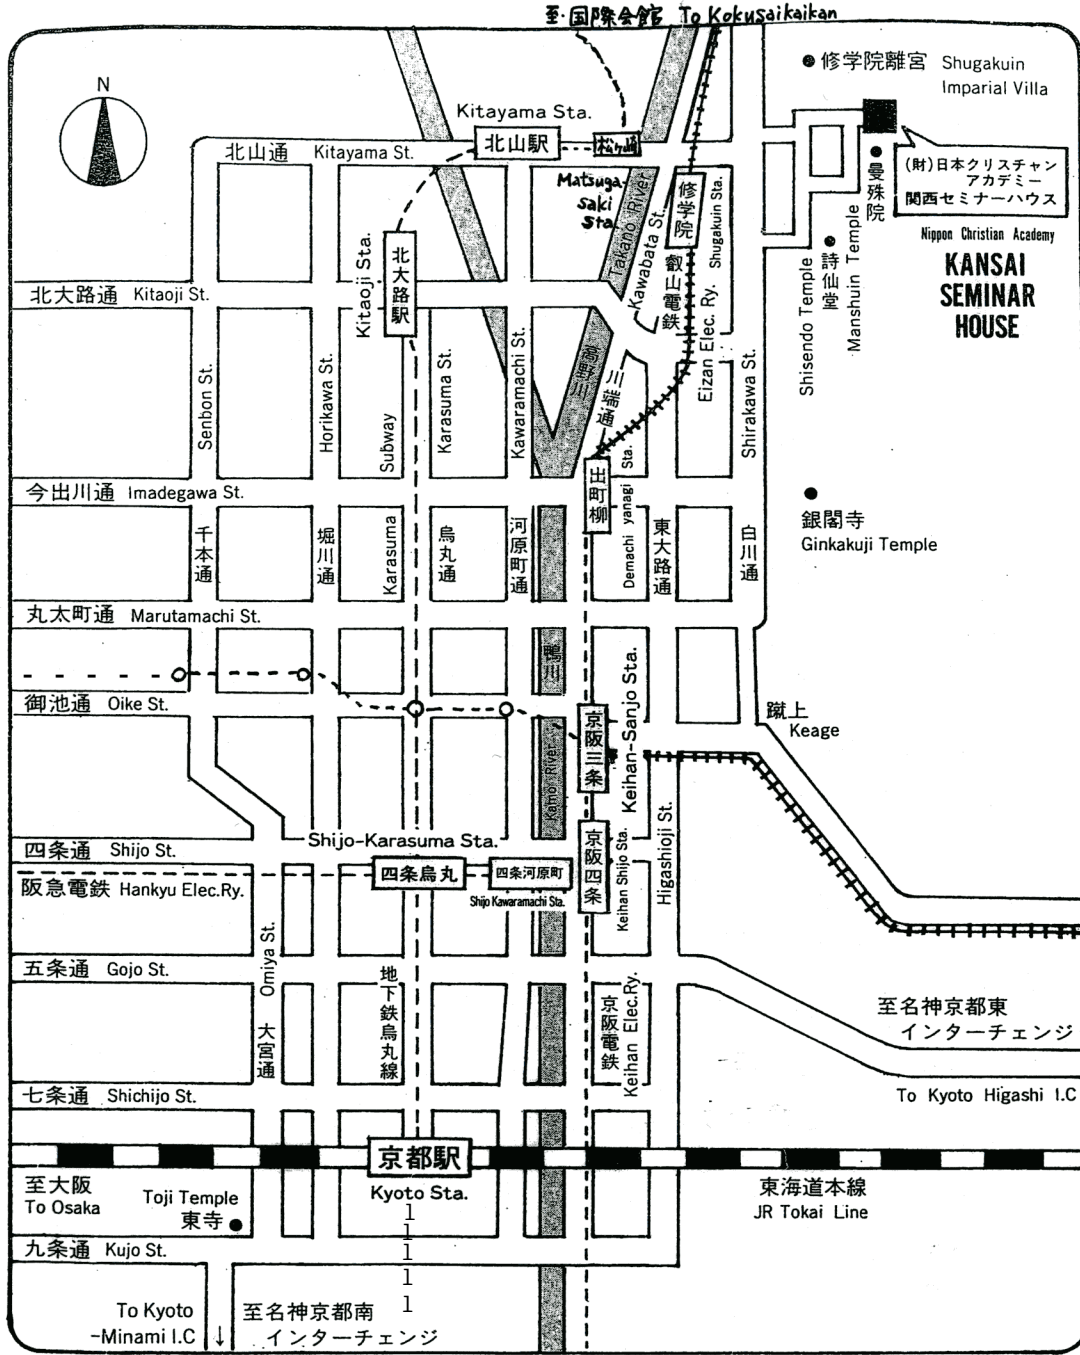 至・国際会館 To Kokusaikaikan
N
修学院離宮 Shugakuin
Imparial Villa
Kitayama Sta.
北山駅
松ヶ崎
Matsuga-
saki
Sta.
北山通 Kitayama St.
(財)日本クリスチャン
アカデミー
関西セミナーハウス
Nippon Christian Academy
KANSAI
SEMINAR
HOUSE
曼殊院
Manshuin Temple
詩仙堂
Shisendo Temple
修学院
Shugakuin Sta.
Takano River
Kawabata St.
叡山電鉄
Eizan Elec. Ry.
Kitaoji Sta.
北大路駅
北大路通 Kitaoji St.
高野川
川端通
Senbon St.
Horikawa St.
Subway
Karasuma St.
Kawaramachi St.
Shirakawa St.
今出川通 Imadegawa St.
出町柳
Demachi yanagi Sta.
銀閣寺
Ginkakuji Temple
千本通
堀川通
Karasuma
烏丸通
河原町通
東大路通
白川通
丸太町通 Marutamachi St.
鴨川
御池通 Oike St.
京阪三条
Keihan-Sanjo Sta.
蹴上
Keage
Kamor River
Shijo-Karasuma Sta.
四条通 Shijo St.
四条烏丸
四条河原町
Shijo Kawaramachi Sta.
京阪四条
Keihan Shijo Sta.
Higashioji St.
阪急電鉄 Hankyu Elec.Ry.
五条通 Gojo St.
Omiya St.
大宮通
地下鉄烏丸線
京阪電鉄
Keihan Elec.Ry.
至名神京都東
インターチェンジ
To Kyoto Higashi I.C
七条通 Shichijo St.
京都駅
Kyoto Sta.
至大阪
To Osaka
Toji Temple
東寺
東海道本線
JR Tokai Line
九条通 Kujo St.
To Kyoto
-Minami I.C ↓
至名神京都南
インターチェンジ